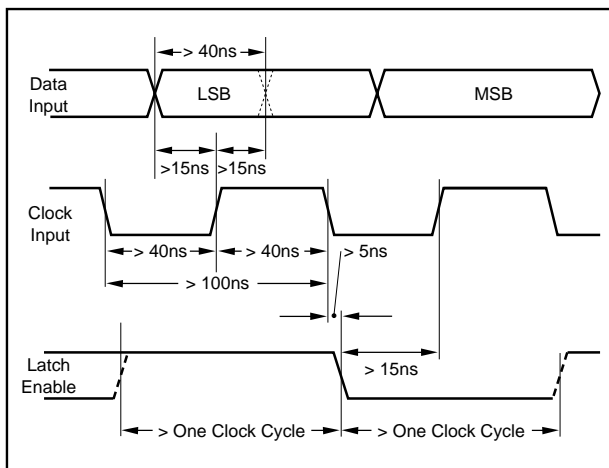 > 40ns
Data
Input
LSB
MSB
>15ns >15ns
Clock
Input
> 40ns > 40ns > 5ns
> 100ns
Latch
Enable
> 15ns
> One Clock Cycle > One Clock Cycle